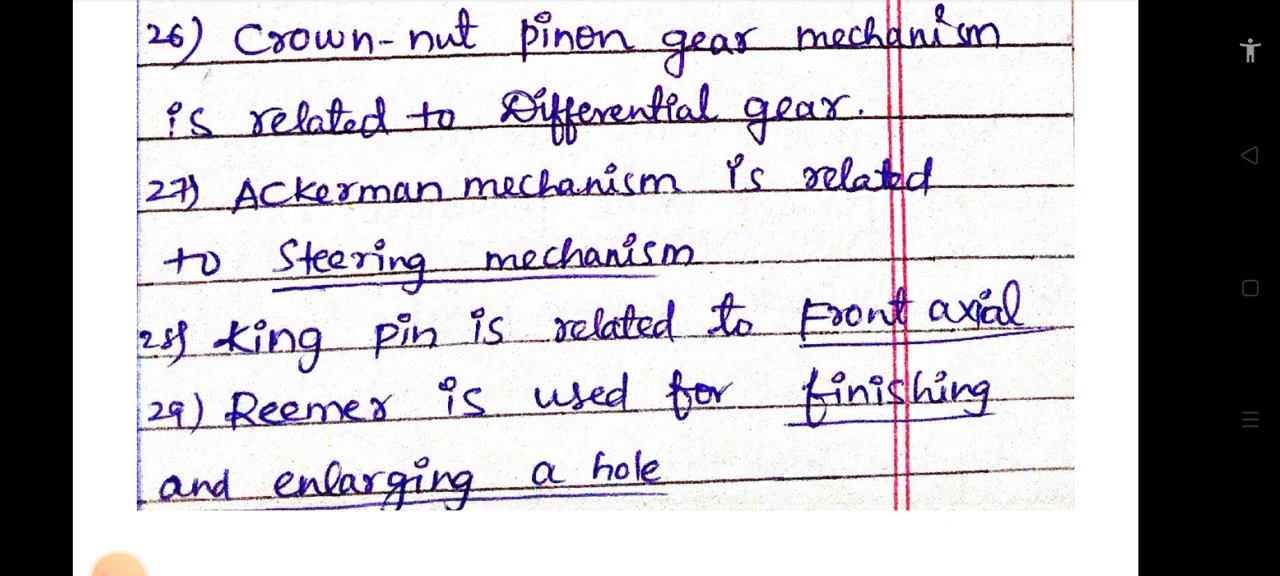 26) Crown-nut pinon gear mechanism
is related to Differential gear.
27) Ackerman mechanism is related
to Steering mechanism
28) King pin is related to Front axial
29) Reemer is used for finishing
and enlarging a hole